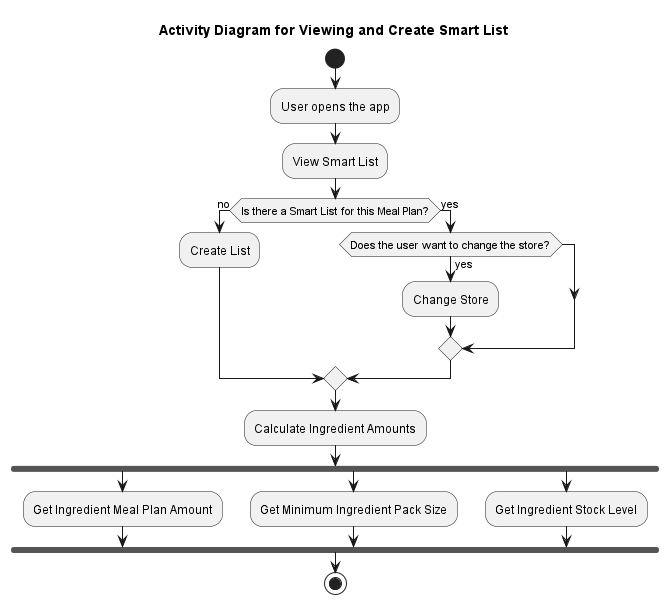 Activity Diagram for Viewing and Create Smart List
User opens the app
View Smart List
no
Is there a Smart List for this Meal Plan?
yes
Create List
Does the user want to change the store?
yes
Change Store
Calculate Ingredient Amounts
Get Ingredient Meal Plan Amount
Get Minimum Ingredient Pack Size
Get Ingredient Stock Level